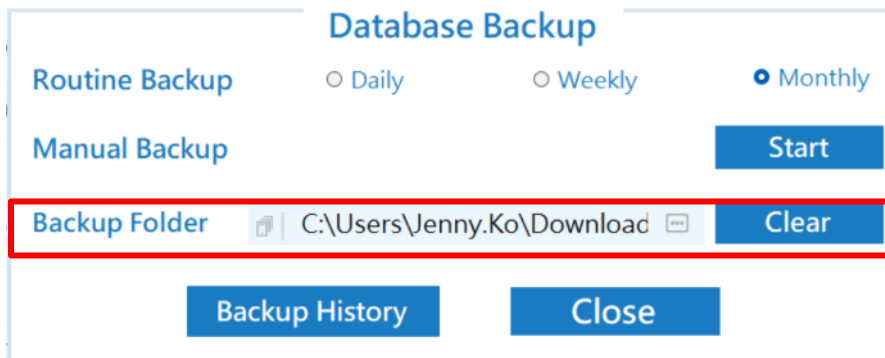 Database Backup
Routine Backup Daily Weekly Monthly
Manual Backup Start
Backup Folder C:\Users\Jenny.Ko\Download Clear
Backup History Close